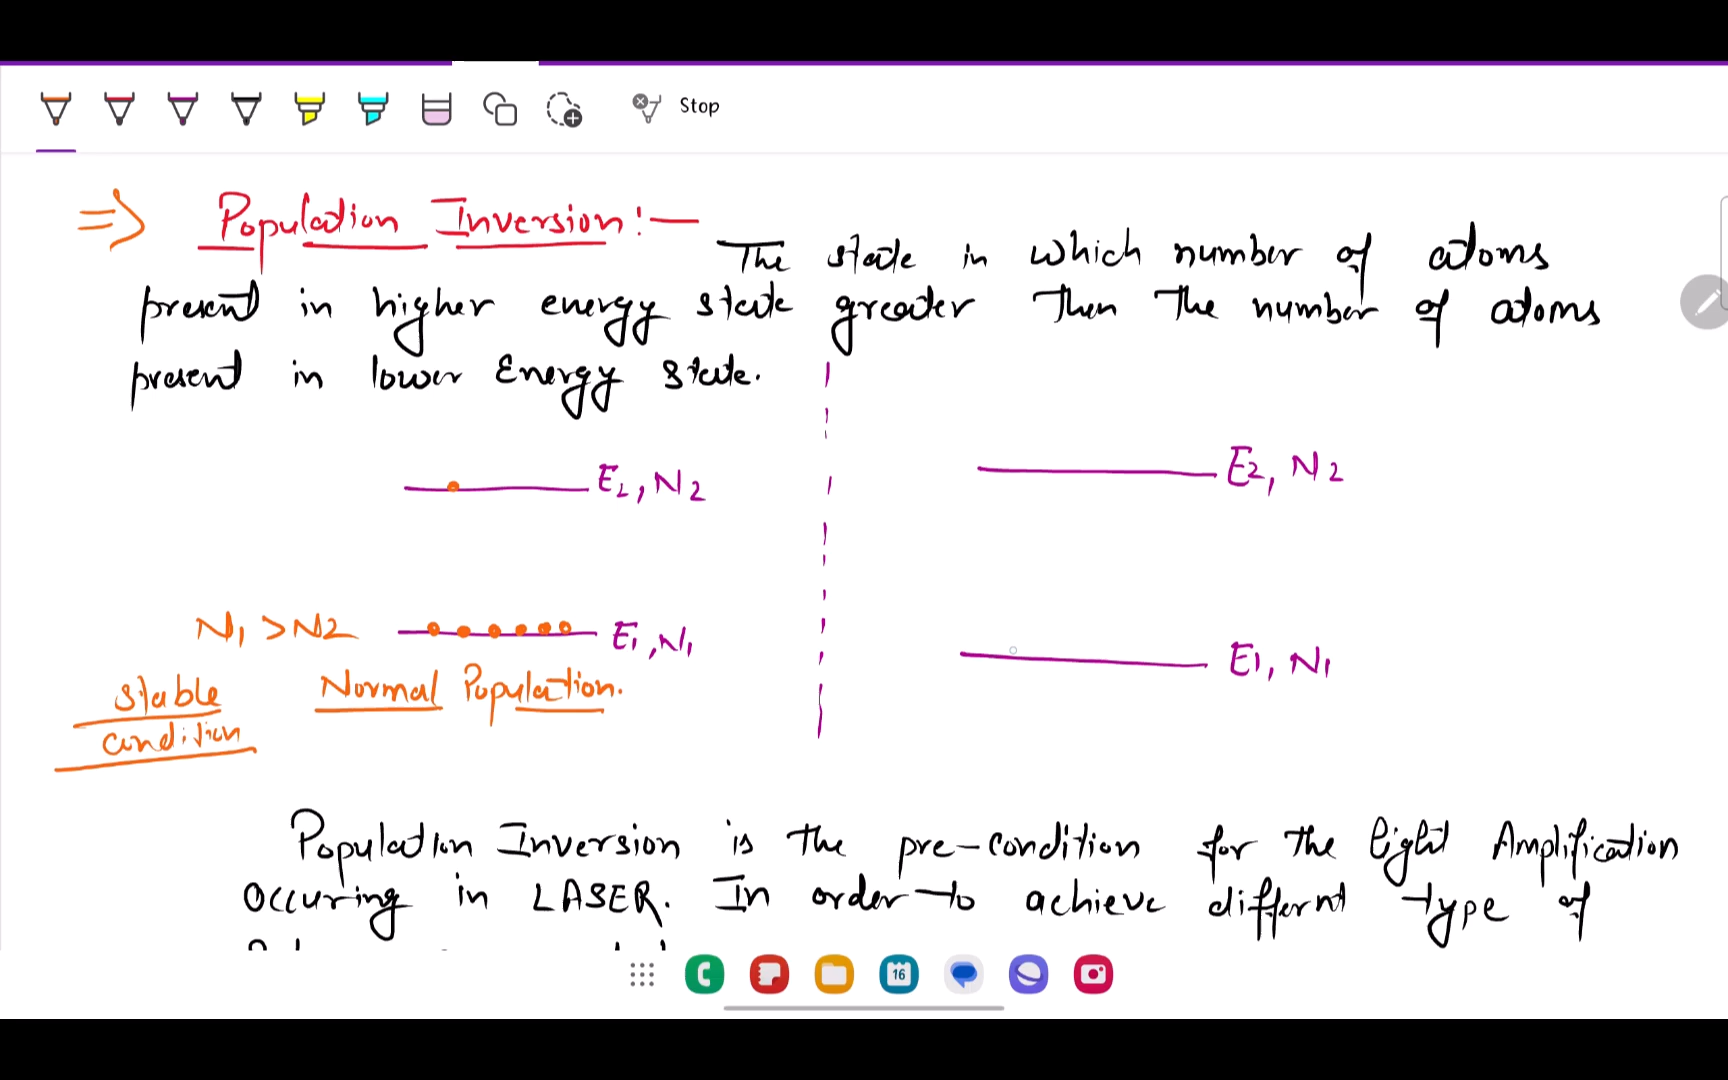 Stop
=> Population Inversion:-
The state in which number of atoms
present in higher energy state greater then the number of atoms
present in lower Energy state.
E2, N2
E2, N2
N1 > N2
E1, N1
E1, N1
Stable
condition
Normal Population.
Population Inversion is the pre-condition for the light Amplification
Occuring in LASER. In order to achieve differnt type of
16